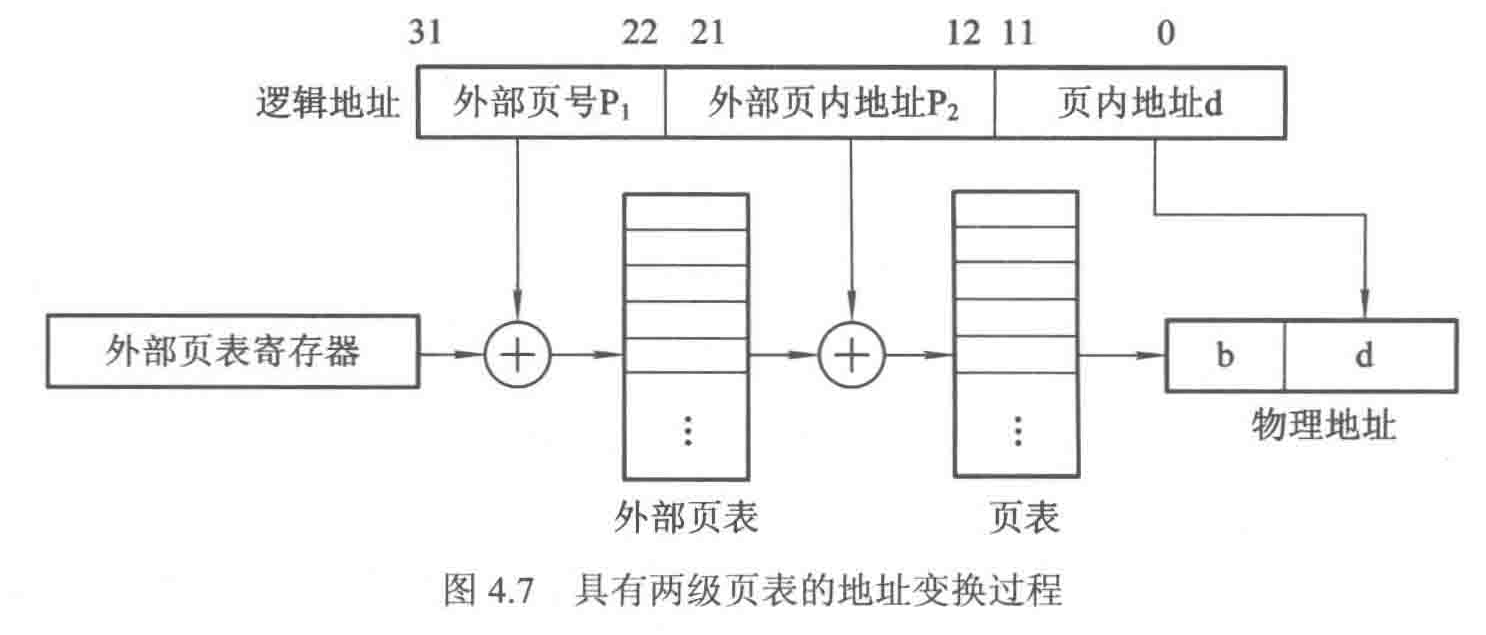 31 22 21 12 11 0
逻辑地址 外部页号P₁ 外部页内地址P₂ 页内地址d
外部页表寄存器 + + b d
⋮ ⋮
物理地址
外部页表 页表
图 4.7 具有两级页表的地址变换过程